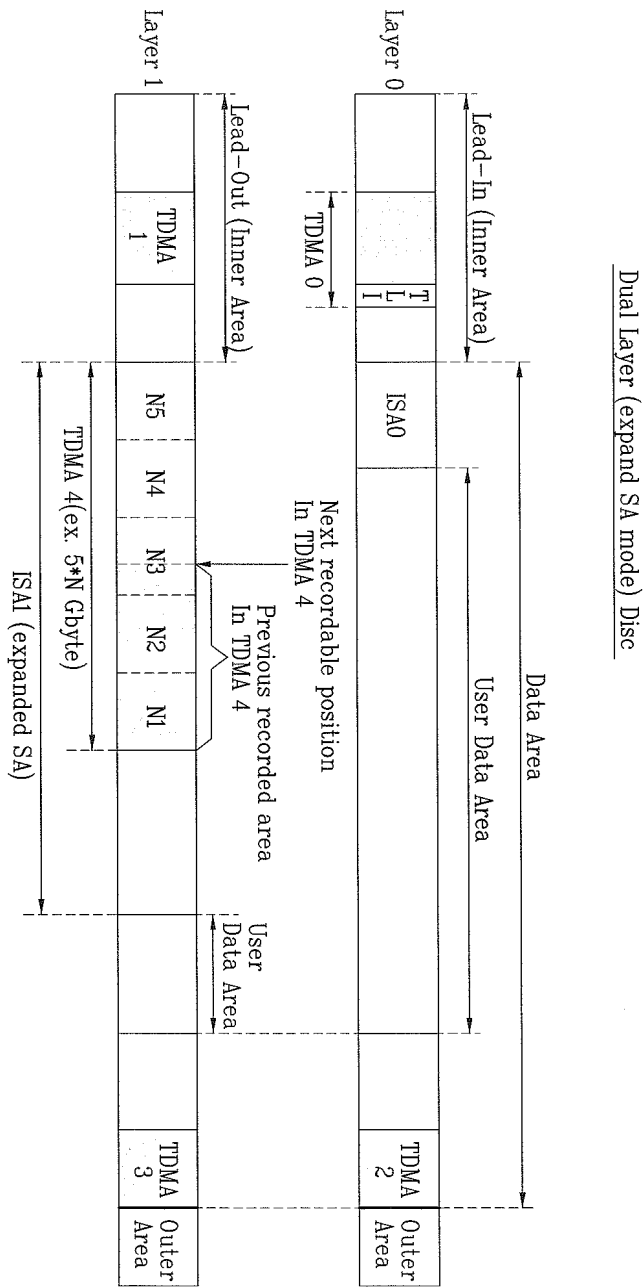 Dual Layer (expand SA mode) Disc
Data Area
Lead-In (Inner Area)
User Data Area
Layer 0
TLI
ISA0
TDMA 2
Outer Area
TDMA 0
Next recordable position
In TDMA 4
Previous recorded area
In TDMA 4
User
Data Area
Layer 1
TDMA 1
N5
N4
N3
N2
N1
TDMA 3
Outer Area
Lead-Out (Inner Area)
TDMA 4(ex. 5*N Gbyte)
ISA1 (expanded SA)